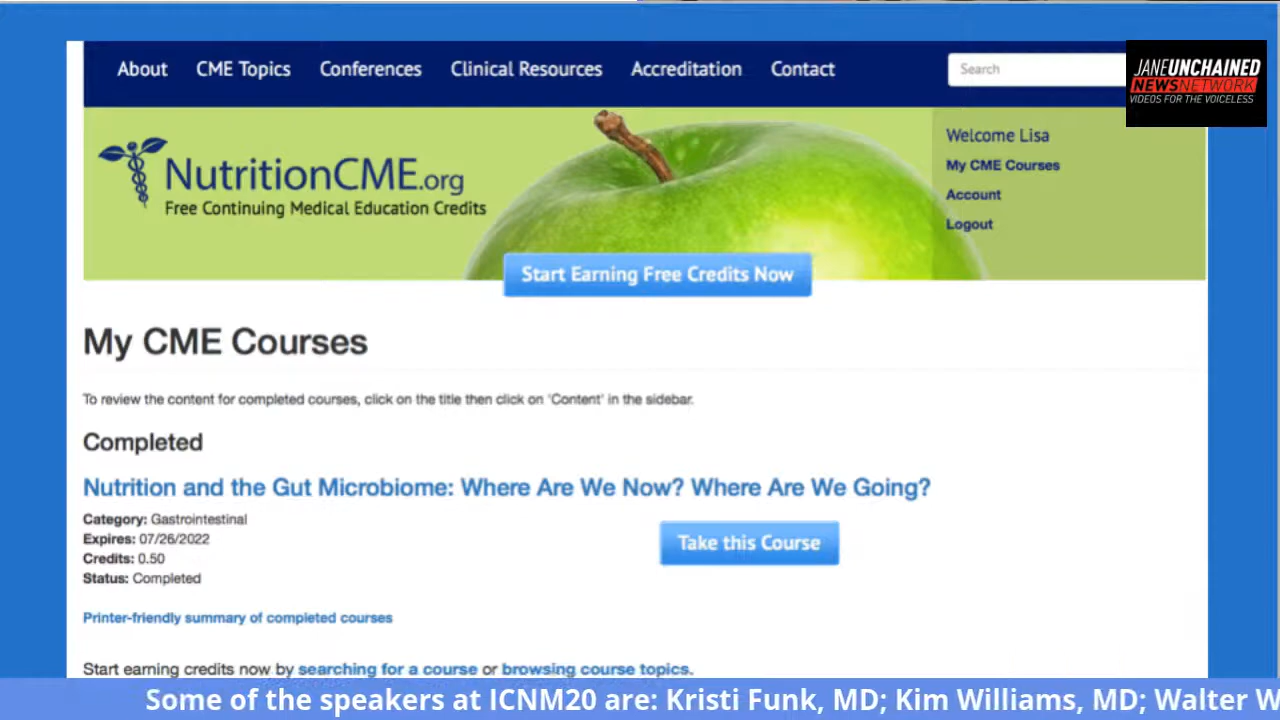 About CME Topics Conferences Clinical Resources Accreditation Contact Search
JANEUNCHAINED
NEWSNETWORK
VIDEOS FOR THE VOICELESS
NutritionCME.org
Free Continuing Medical Education Credits
Welcome Lisa
My CME Courses
Account
Logout
Start Earning Free Credits Now
My CME Courses
To review the content for completed courses, click on the title then click on 'Content' in the sidebar.
Completed
Nutrition and the Gut Microbiome: Where Are We Now? Where Are We Going?
Category: Gastrointestinal
Expires: 07/26/2022
Credits: 0.50
Status: Completed
Take this Course
Printer-friendly summary of completed courses
Start earning credits now by searching for a course or browsing course topics.
Some of the speakers at ICNM20 are: Kristi Funk, MD; Kim Williams, MD; Walter W